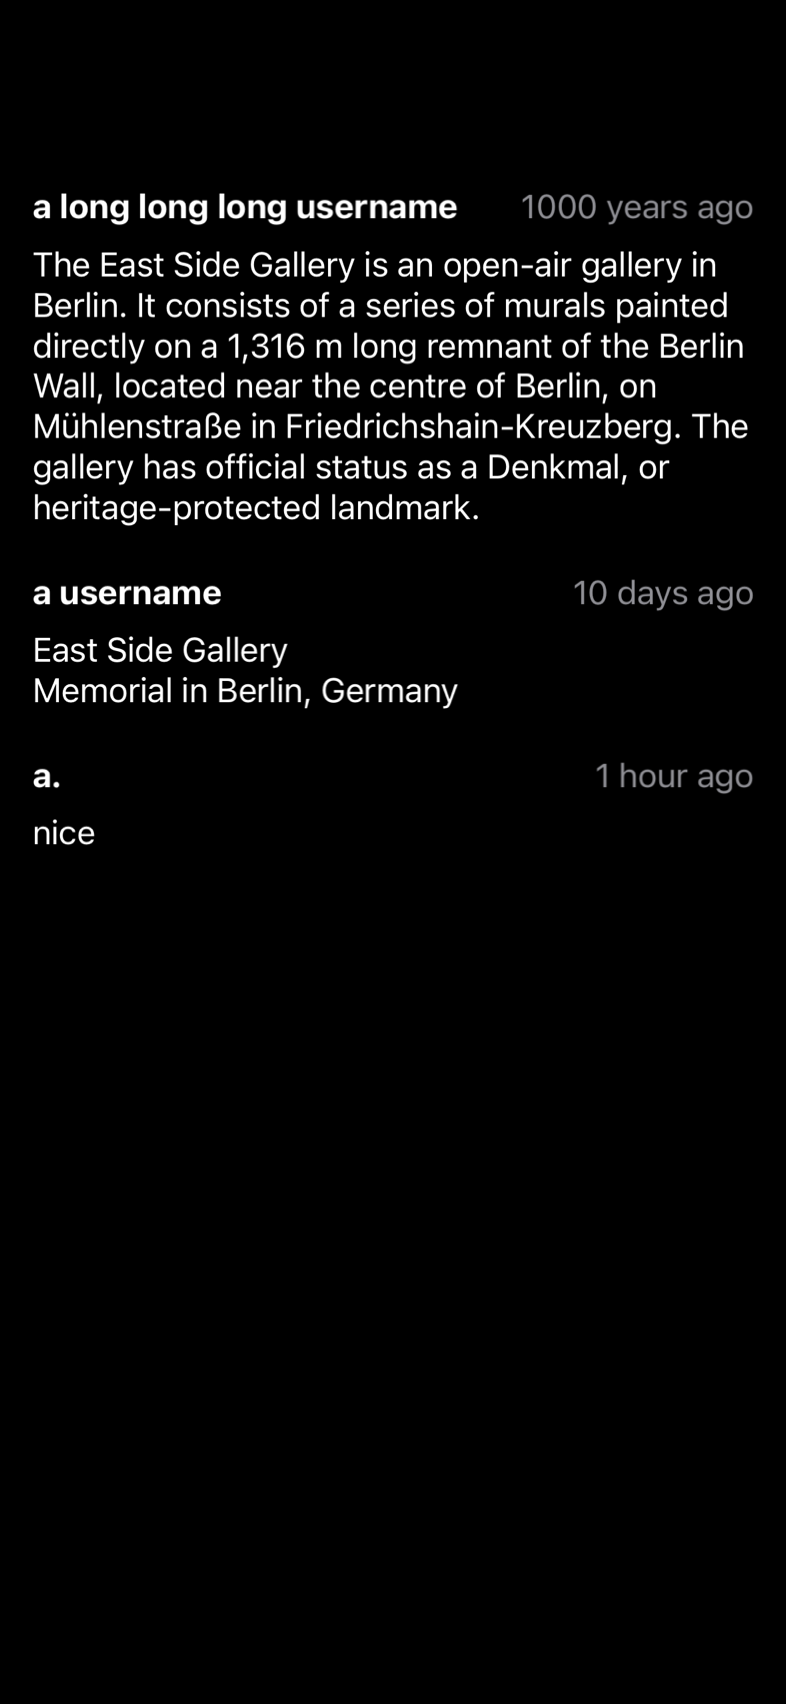 a long long long username 1000 years ago
The East Side Gallery is an open-air gallery in
Berlin. It consists of a series of murals painted
directly on a 1,316 m long remnant of the Berlin
Wall, located near the centre of Berlin, on
Mühlenstraße in Friedrichshain-Kreuzberg. The
gallery has official status as a Denkmal, or
heritage-protected landmark.
a username 10 days ago
East Side Gallery
Memorial in Berlin, Germany
a. 1 hour ago
nice